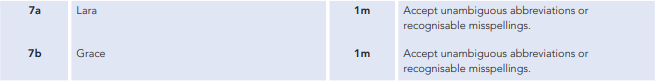 7a Lara 1m Accept unambiguous abbreviations or
recognisable misspellings.
7b Grace 1m Accept unambiguous abbreviations or
recognisable misspellings.